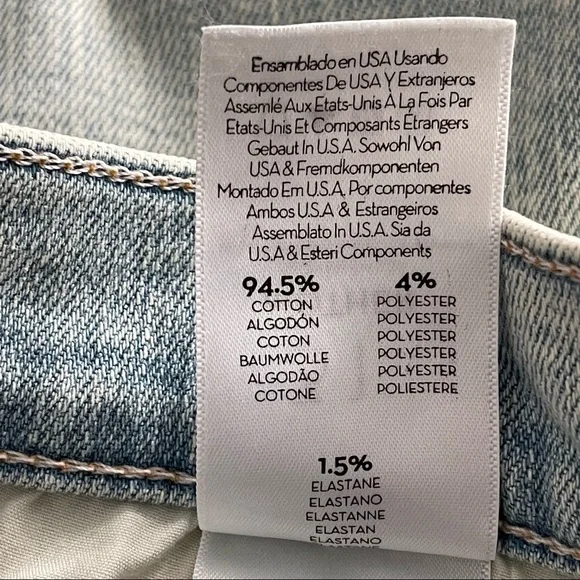 Ensamblado en USA Usando
Componentes De USA Y Extranjeros
Assemlé Aux Etats-Unis À La Fois Par
Etats-Unis Et Composants Étrangers
Gebaut In U.S.A. Sowohl Von
USA & Fremdkomponenten
Montado Em U.S.A. Por componentes
Ambos U.S.A & Estrangeiros
Assemblato In U.S.A. Sia da
U.S.A & Esteri Components
94.5%
COTTON
ALGODÓN
COTON
BAUMWOLLE
ALGODÃO
COTONE
4%
POLYESTER
POLYESTER
POLYESTER
POLYESTER
POLYESTER
POLIESTERE
1.5%
ELASTANE
ELASTANO
ELASTANNE
ELASTAN
ELASTANO